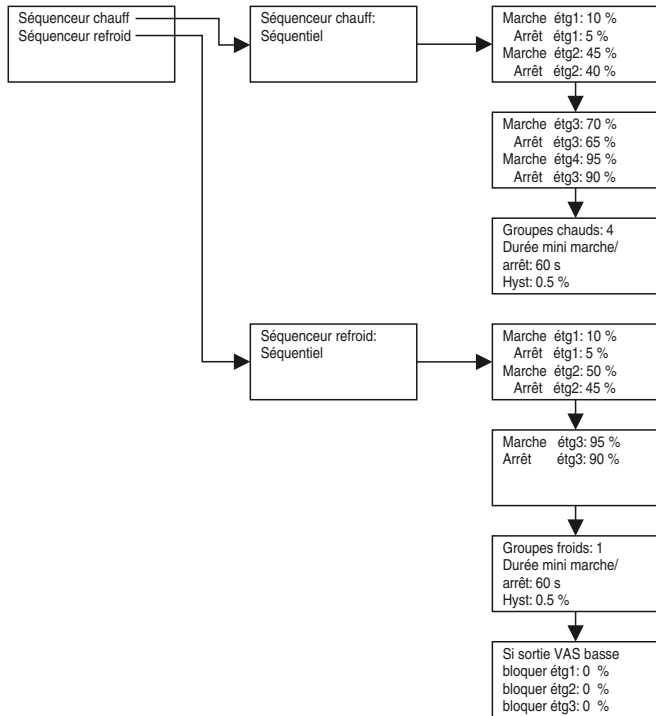 Séquenceur chauff
Séquenceur refroid
Séquenceur chauff:
Séquentiel
Marche étg1: 10 %
Arrêt étg1: 5 %
Marche étg2: 45 %
Arrêt étg2: 40 %
Marche étg3: 70 %
Arrêt étg3: 65 %
Marche étg4: 95 %
Arrêt étg3: 90 %
Groupes chauds: 4
Durée mini marche/
arrêt: 60 s
Hyst: 0.5 %
Séquenceur refroid:
Séquentiel
Marche étg1: 10 %
Arrêt étg1: 5 %
Marche étg2: 50 %
Arrêt étg2: 45 %
Marche étg3: 95 %
Arrêt étg3: 90 %
Groupes froids: 1
Durée mini marche/
arrêt: 60 s
Hyst: 0.5 %
Si sortie VAS basse
bloquer étg1: 0 %
bloquer étg2: 0 %
bloquer étg3: 0 %